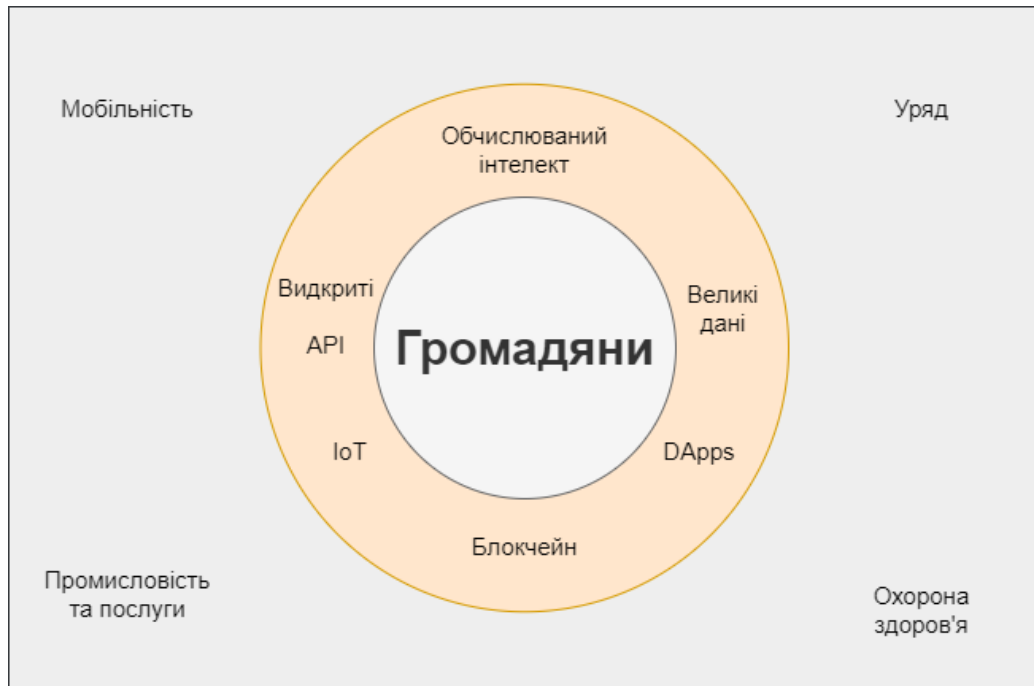 Мобільність
Уряд
Обчислюваний
інтелект
Видкриті
API
Великі
дані
Громадяни
IoT
DApps
Блокчейн
Промисловість
та послуги
Охорона
здоров'я